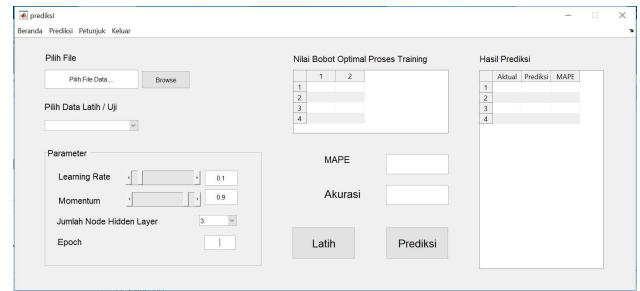 prediksi
Beranda Prediksi Petunjuk Keluar
Pilih File
Pilih File Data....
Browse
Pilih Data Latih / Uji
Parameter
Learning Rate 0.1
Momentum 0.9
Jumlah Node Hidden Layer 3
Epoch
Nilai Bobot Optimal Proses Training
1 2
1
2
3
4
MAPE
Akurasi
Latih Prediksi
Hasil Prediksi
Aktual Prediksi MAPE
1
2
3
4